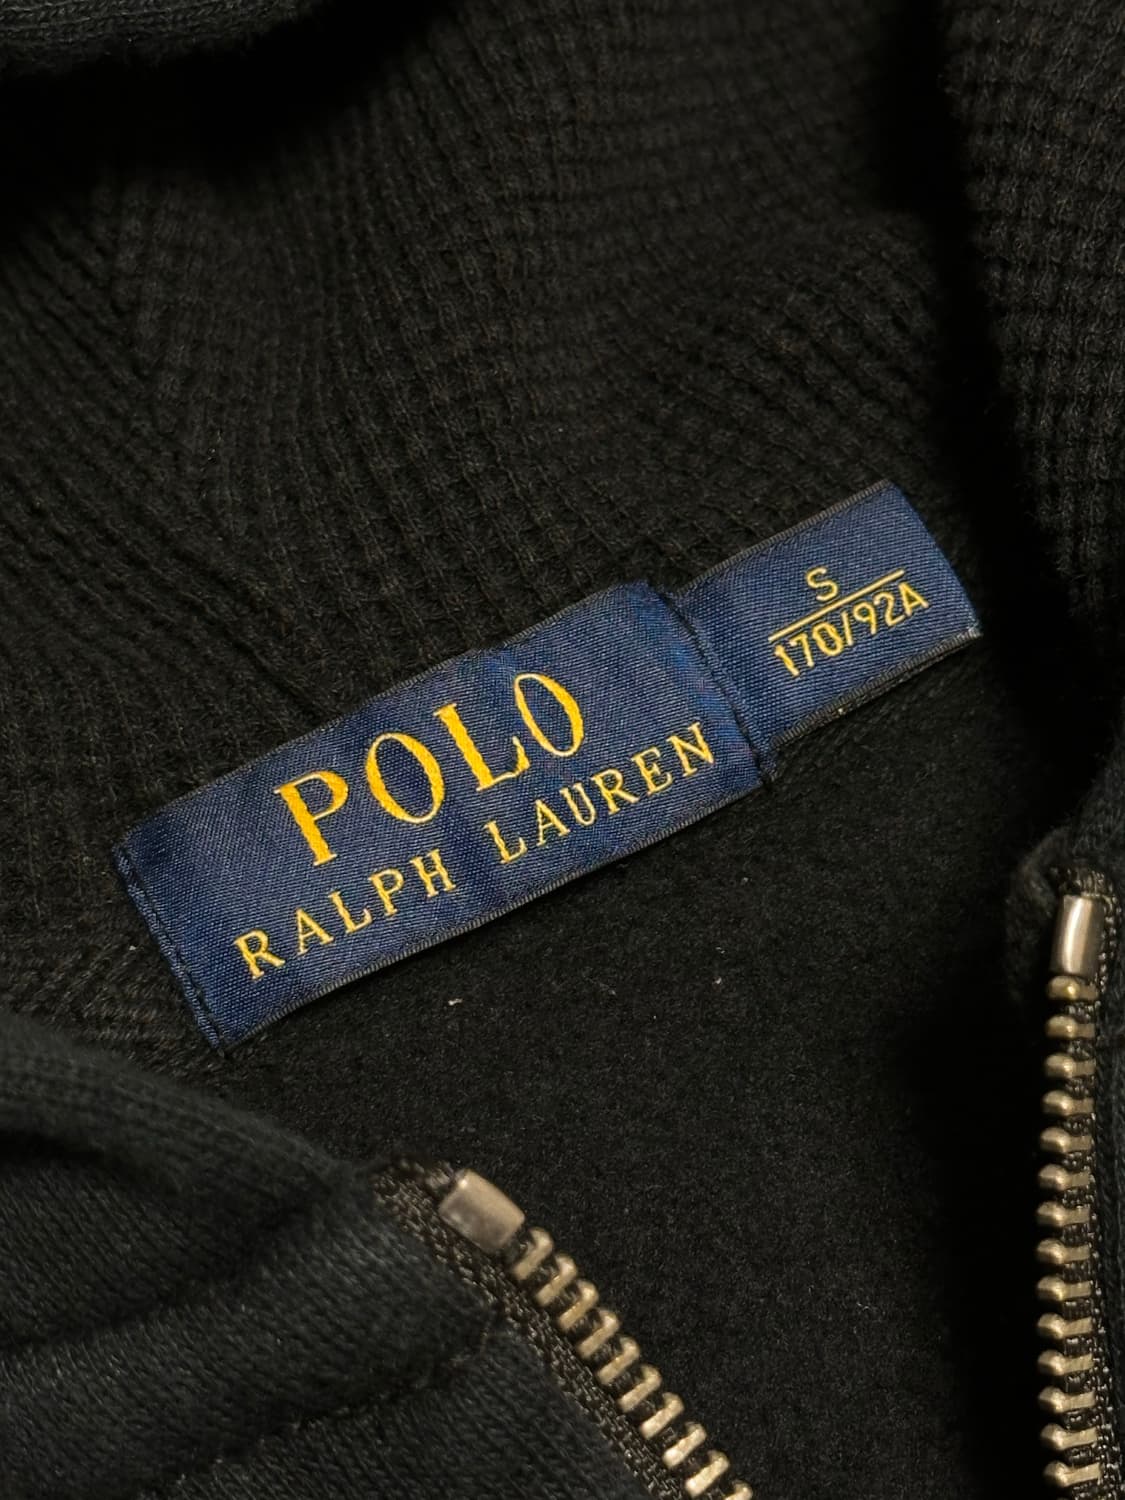 POLO
RALPH LAUREN
S
170/92A